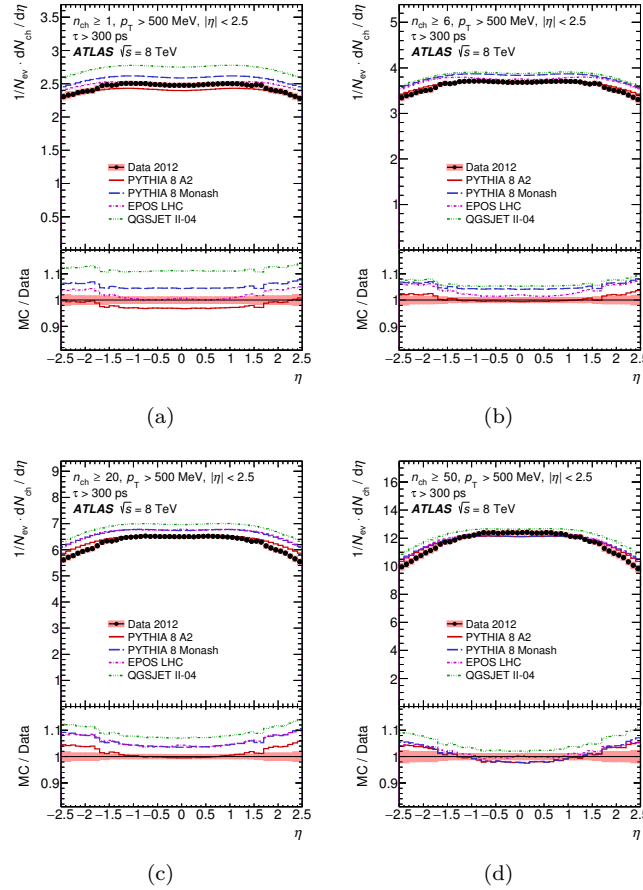 1/N_ev · dN_ch / dη
3.5
3
2.5
2
1.5
1
0.5
n_ch ≥ 1, p_T > 500 MeV, |η| < 2.5
τ > 300 ps
ATLAS √s = 8 TeV
Data 2012
PYTHIA 8 A2
PYTHIA 8 Monash
EPOS LHC
QGSJET II-04
MC / Data
1.1
1
0.9
−2.5 −2 −1.5 −1 −0.5 0 0.5 1 1.5 2 2.5
η
(a)
1/N_ev · dN_ch / dη
5
4
3
2
1
n_ch ≥ 6, p_T > 500 MeV, |η| < 2.5
τ > 300 ps
ATLAS √s = 8 TeV
Data 2012
PYTHIA 8 A2
PYTHIA 8 Monash
EPOS LHC
QGSJET II-04
MC / Data
1.1
1
0.9
−2.5 −2 −1.5 −1 −0.5 0 0.5 1 1.5 2 2.5
η
(b)
1/N_ev · dN_ch / dη
9
8
7
6
5
4
3
2
1
n_ch ≥ 20, p_T > 500 MeV, |η| < 2.5
τ > 300 ps
ATLAS √s = 8 TeV
Data 2012
PYTHIA 8 A2
PYTHIA 8 Monash
EPOS LHC
QGSJET II-04
MC / Data
1.1
1
0.9
−2.5 −2 −1.5 −1 −0.5 0 0.5 1 1.5 2 2.5
η
(c)
1/N_ev · dN_ch / dη
16
14
12
10
8
6
4
2
n_ch ≥ 50, p_T > 500 MeV, |η| < 2.5
τ > 300 ps
ATLAS √s = 8 TeV
Data 2012
PYTHIA 8 A2
PYTHIA 8 Monash
EPOS LHC
QGSJET II-04
MC / Data
1.1
1
0.9
−2.5 −2 −1.5 −1 −0.5 0 0.5 1 1.5 2 2.5
η
(d)